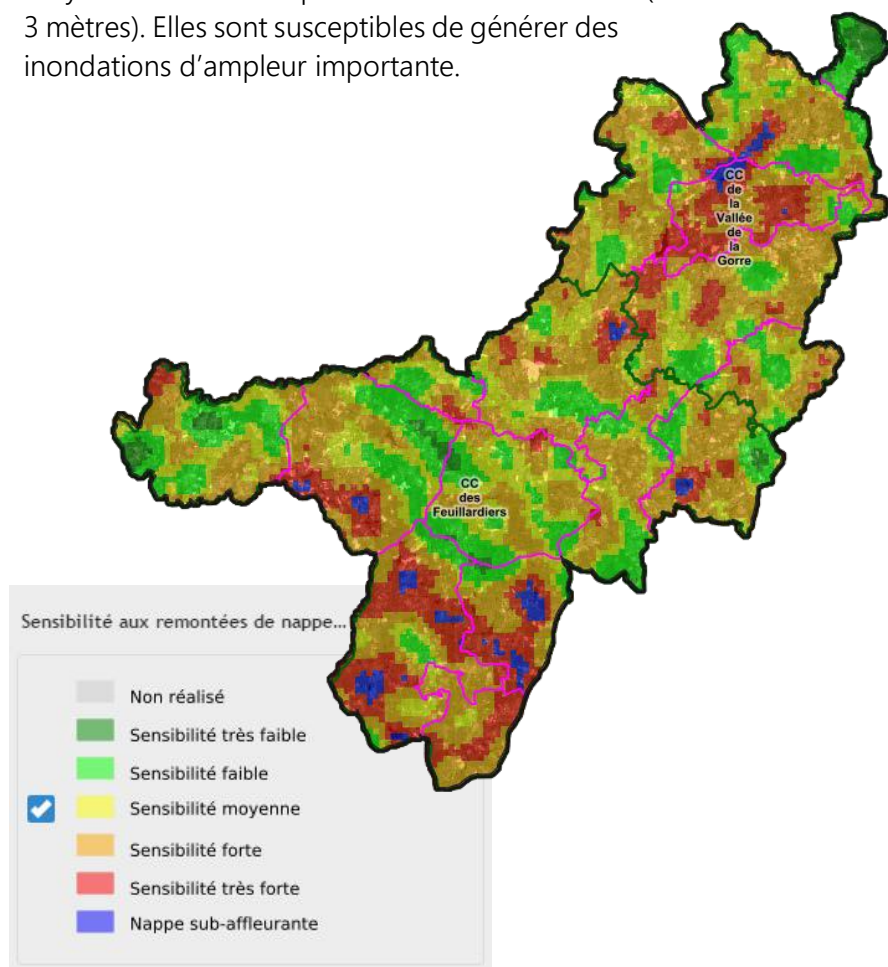 3 mètres). Elles sont susceptibles de générer des
inondations d’ampleur importante.
CC
de
la
Vallée
de
la
Gorre
CC
des
Feuillardiers
Sensibilité aux remontées de nappe...
Non réalisé
Sensibilité très faible
Sensibilité faible
Sensibilité moyenne
Sensibilité forte
Sensibilité très forte
Nappe sub-affleurante